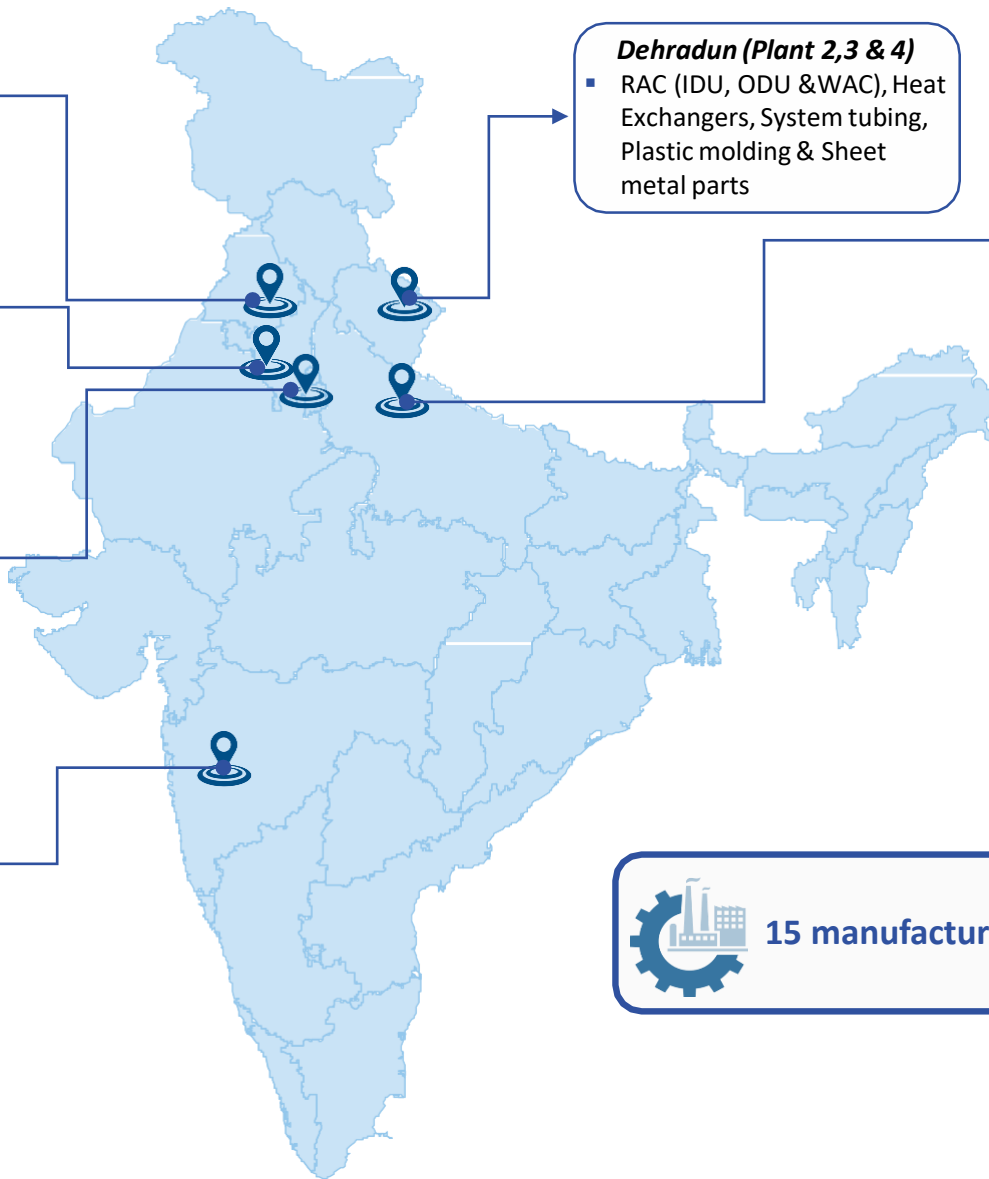 Dehradun (Plant 2,3 & 4)
▪ RAC (IDU, ODU &WAC), Heat
Exchangers, System tubing,
Plastic molding & Sheet
metal parts
15 manufactur